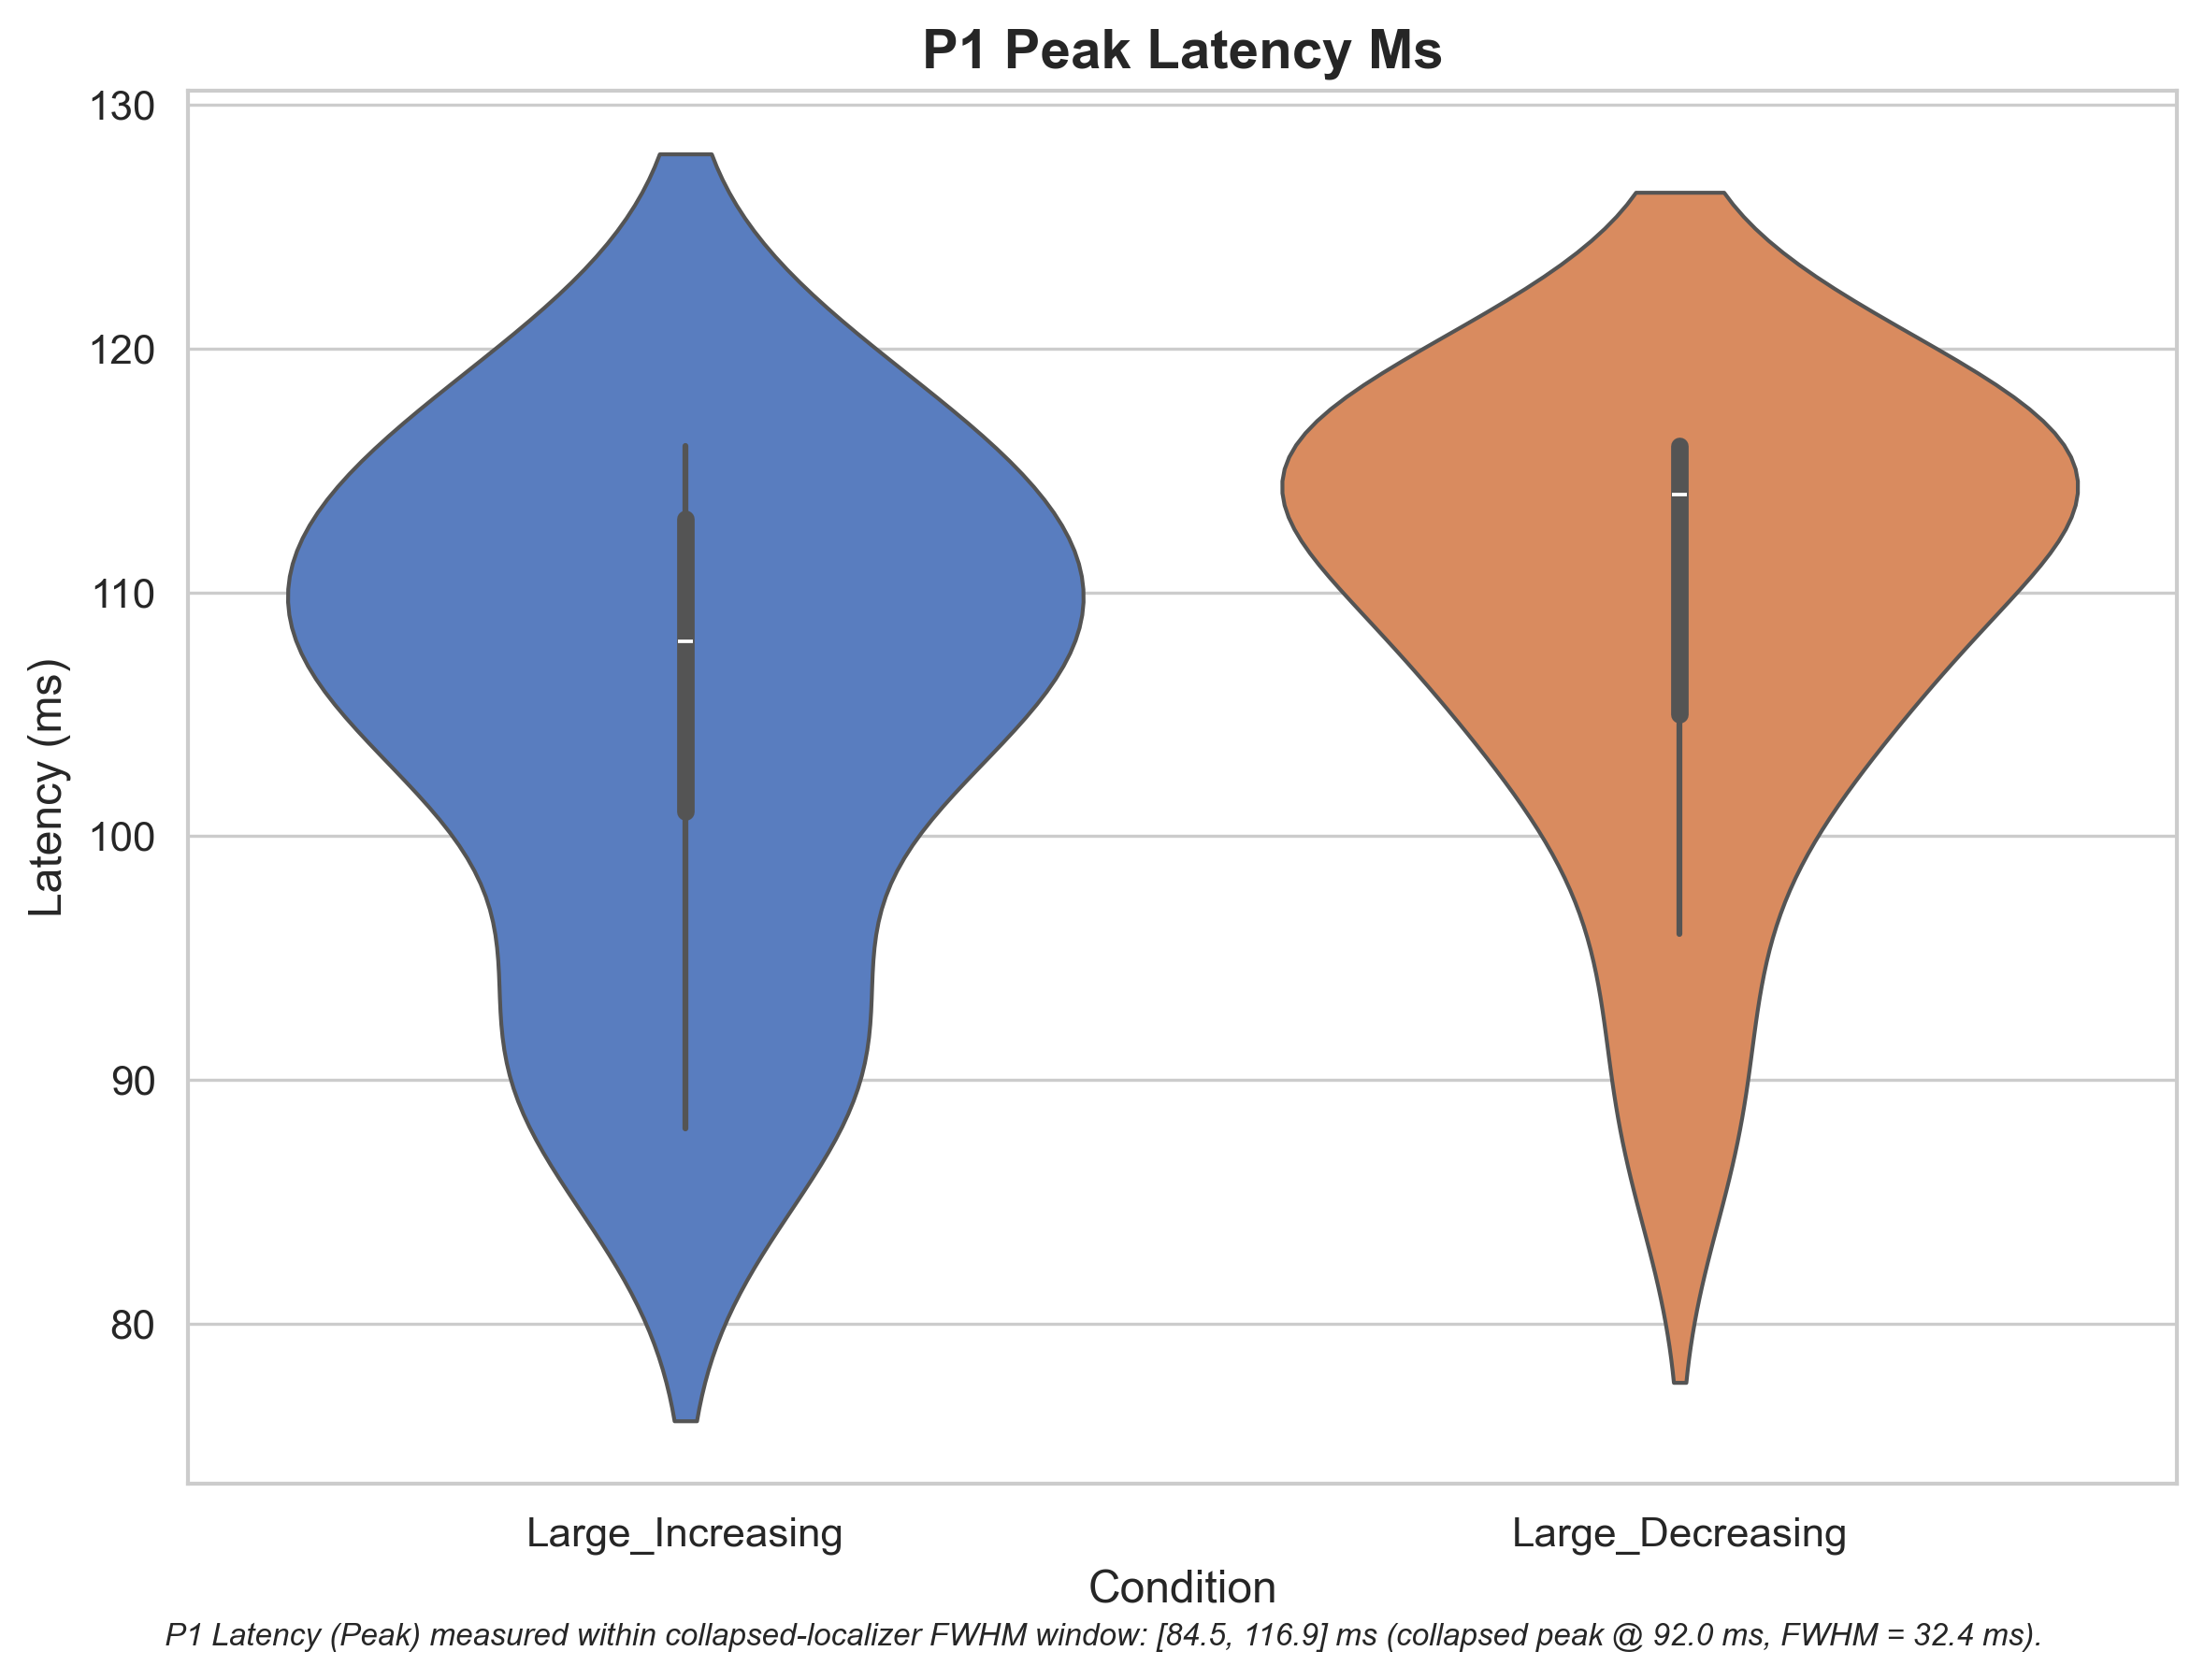 P1 Peak Latency Ms
130
120
110
100
90
80
Latency (ms)
Large_Increasing
Large_Decreasing
Condition
P1 Latency (Peak) measured within collapsed-localizer FWHM window: [84.5, 116.9] ms (collapsed peak @ 92.0 ms, FWHM = 32.4 ms).